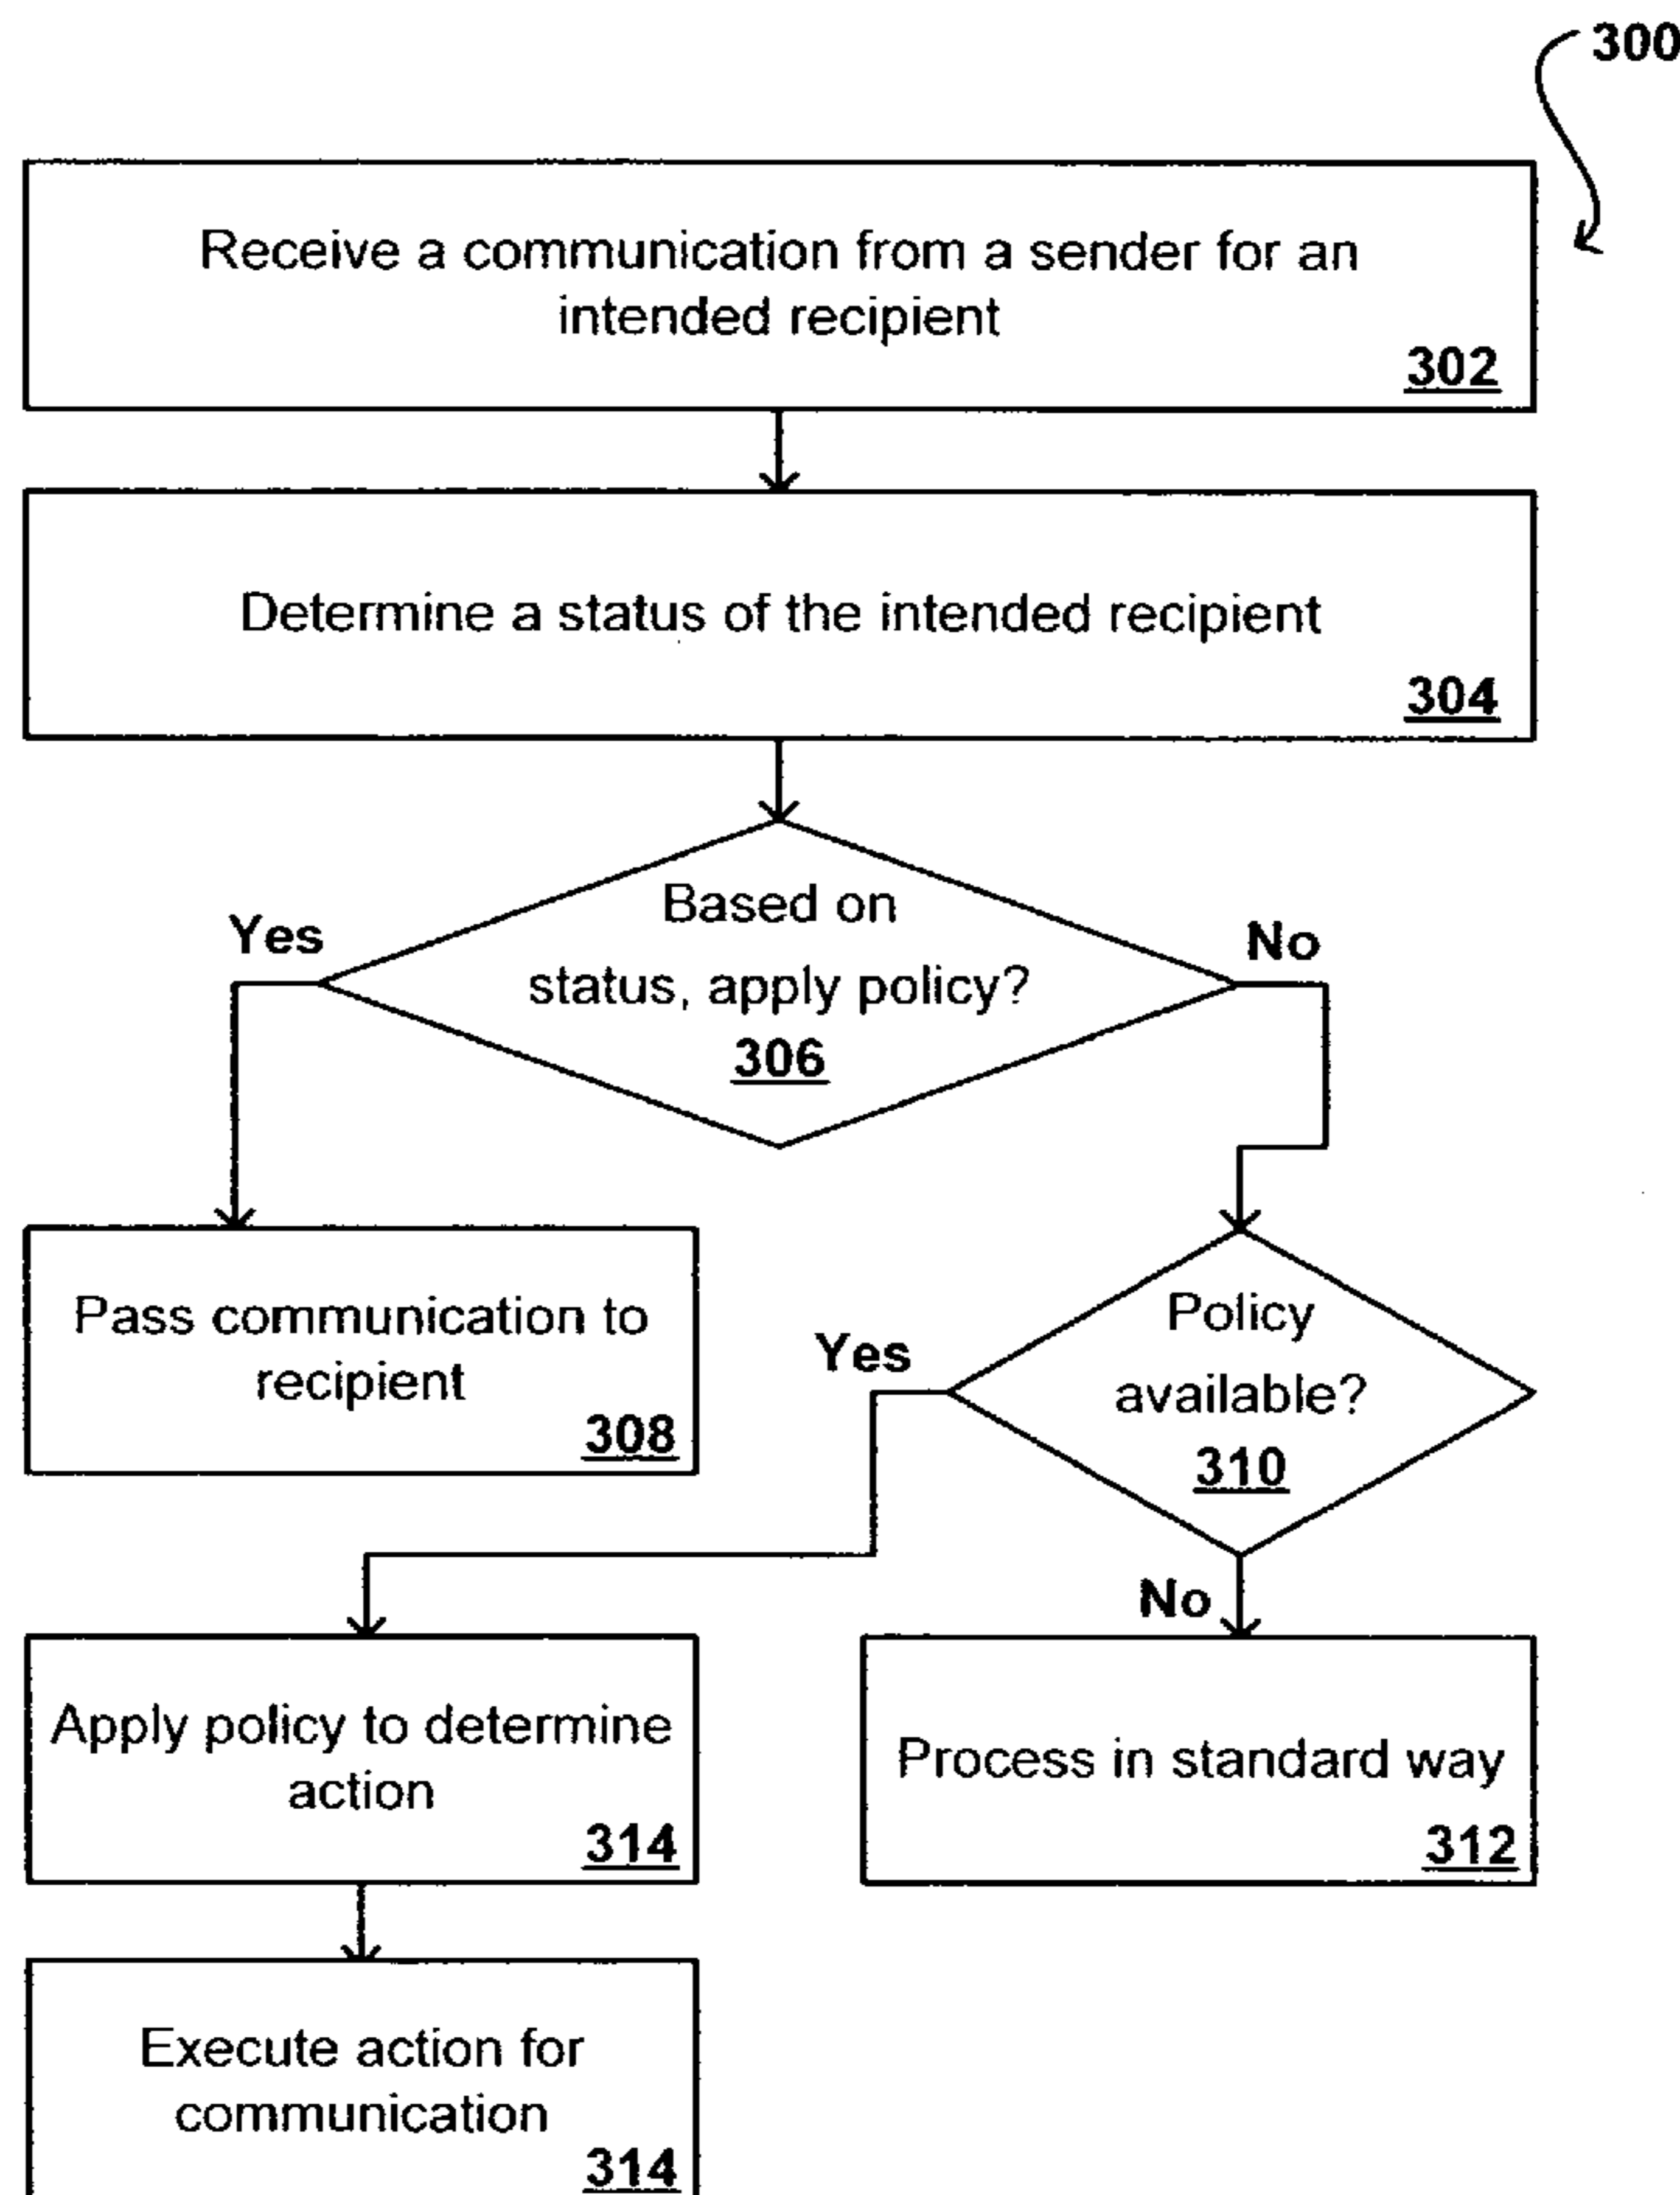 300
Receive a communication from a sender for an
intended recipient
302
Determine a status of the intended recipient
304
Based on
status, apply policy?
306
Yes
No
Pass communication to
recipient
308
Policy
available?
310
Yes
No
Apply policy to determine
action
314
Process in standard way
312
Execute action for
communication
314